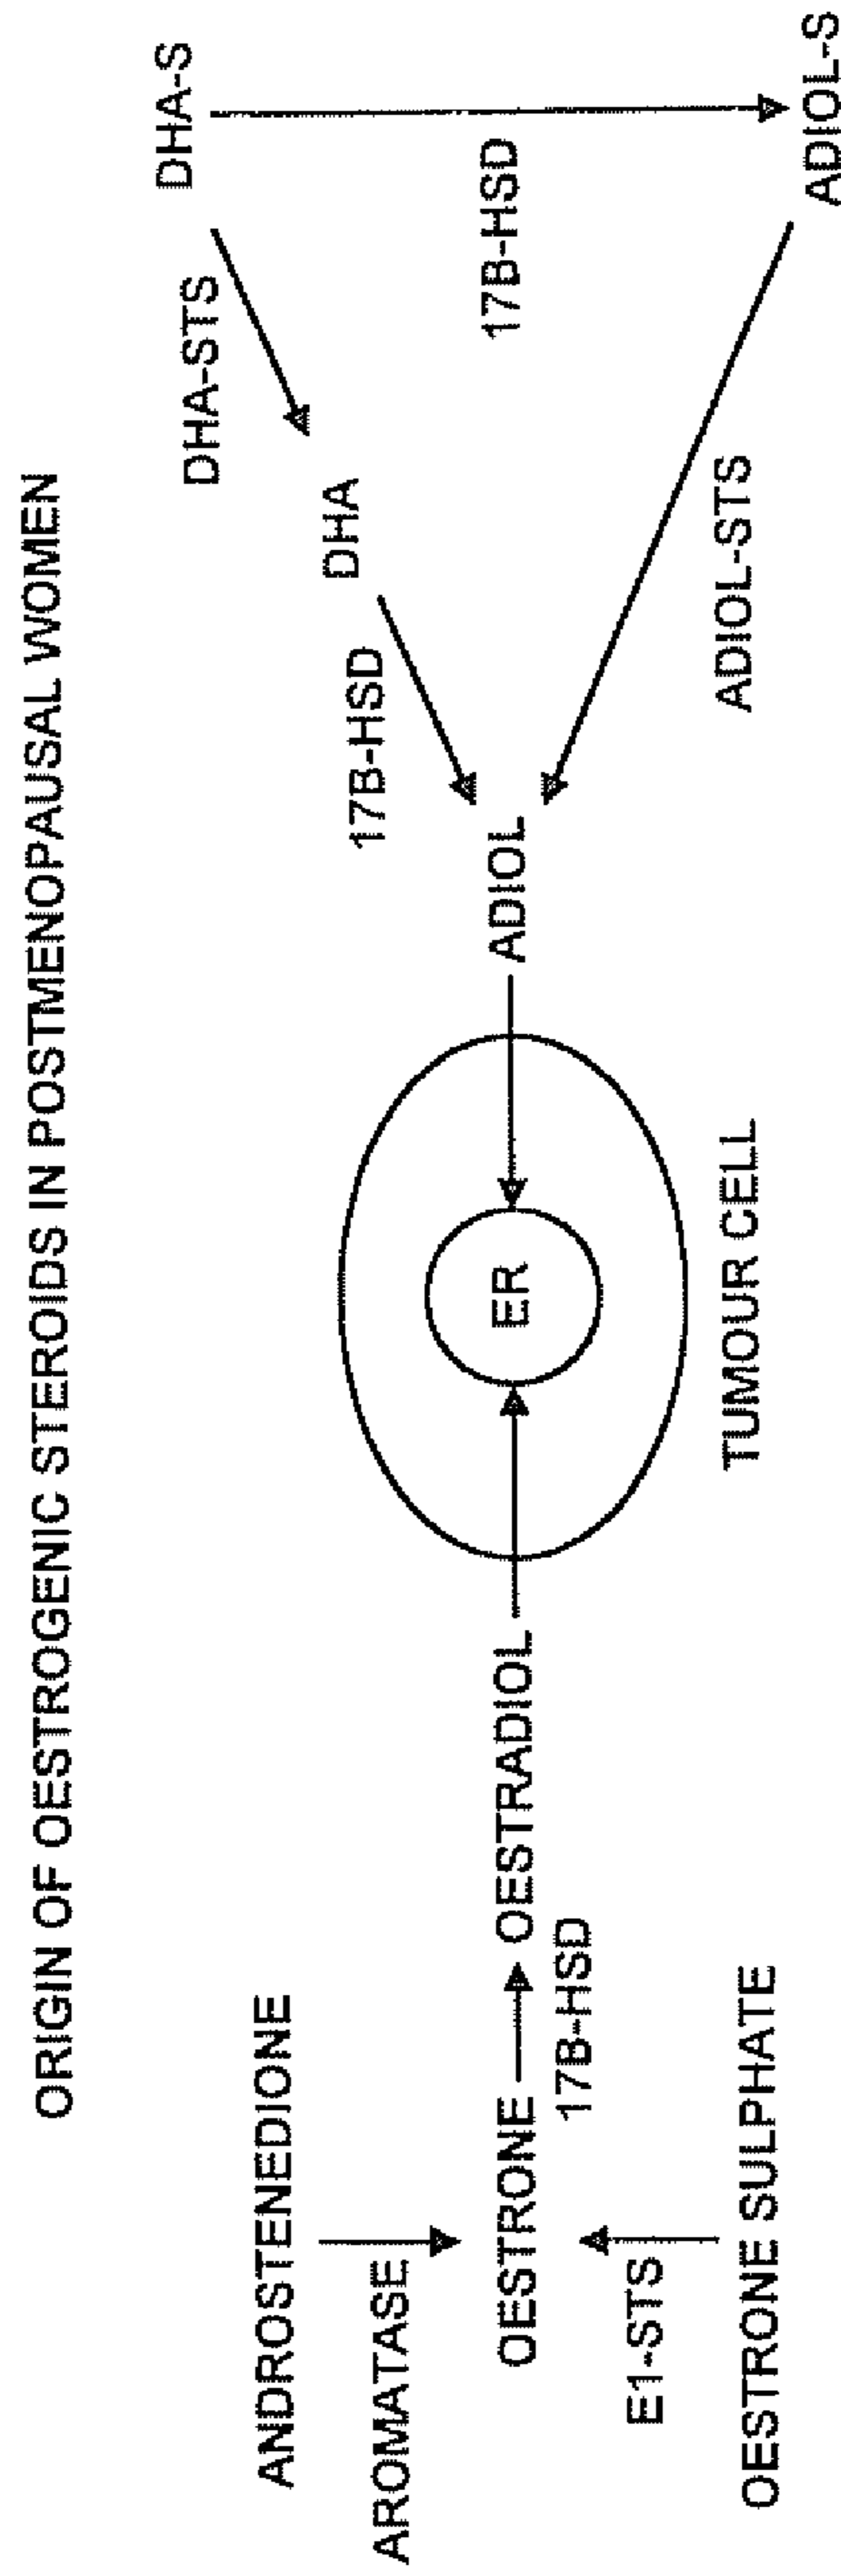 ORIGIN OF OESTROGENIC STEROIDS IN POSTMENOPAUSAL WOMEN
ANDROSTENEDIONE
AROMATASE
OESTRONE
17B-HSD
OESTRADIOL
E1-STS
OESTRONE SULPHATE
ER
TUMOUR CELL
ADIOL
17B-HSD
DHA
DHA-STS
DHA-S
17B-HSD
ADIOL-STS
ADIOL-S